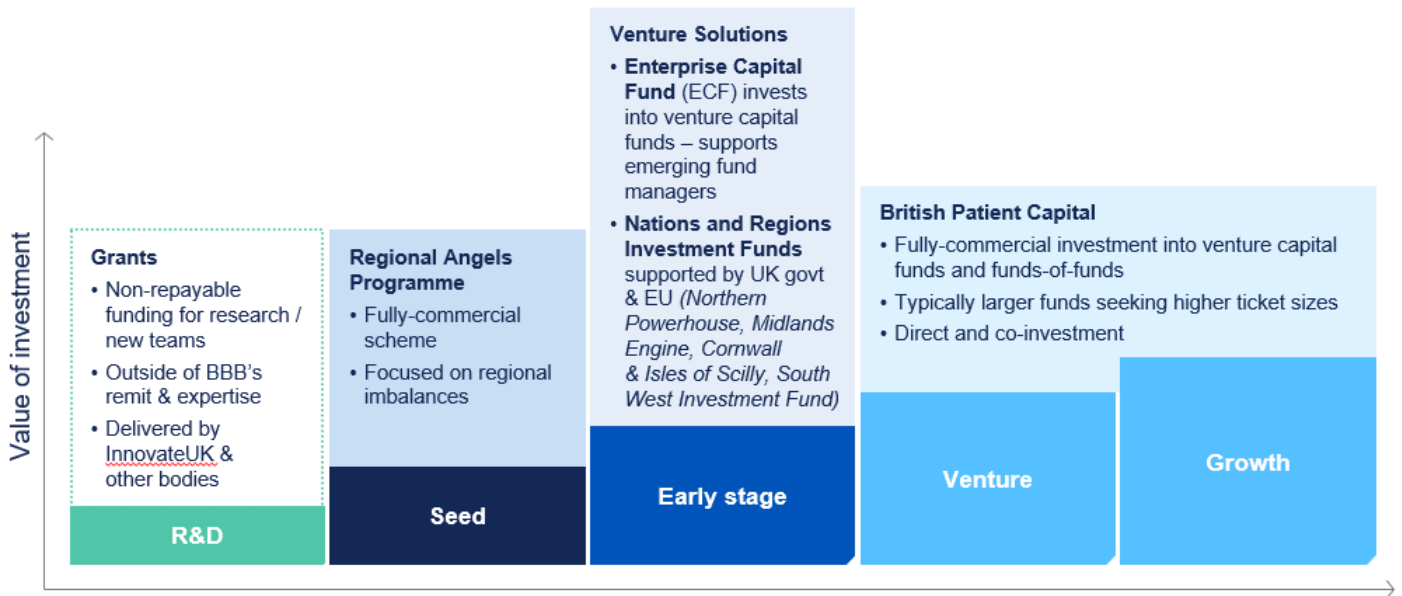 Value of investment
Grants
• Non-repayable
funding for research /
new teams
• Outside of BBB's
remit & expertise
• Delivered by
InnovateUK &
other bodies
R&D
Regional Angels
Programme
• Fully-commercial
scheme
• Focused on regional
imbalances
Seed
Venture Solutions
• Enterprise Capital
Fund (ECF) invests
into venture capital
funds – supports
emerging fund
managers
• Nations and Regions
Investment Funds
supported by UK govt
& EU (Northern
Powerhouse, Midlands
Engine, Cornwall
& Isles of Scilly, South
West Investment Fund)
Early stage
British Patient Capital
• Fully-commercial investment into venture capital
funds and funds-of-funds
• Typically larger funds seeking higher ticket sizes
• Direct and co-investment
Venture
Growth